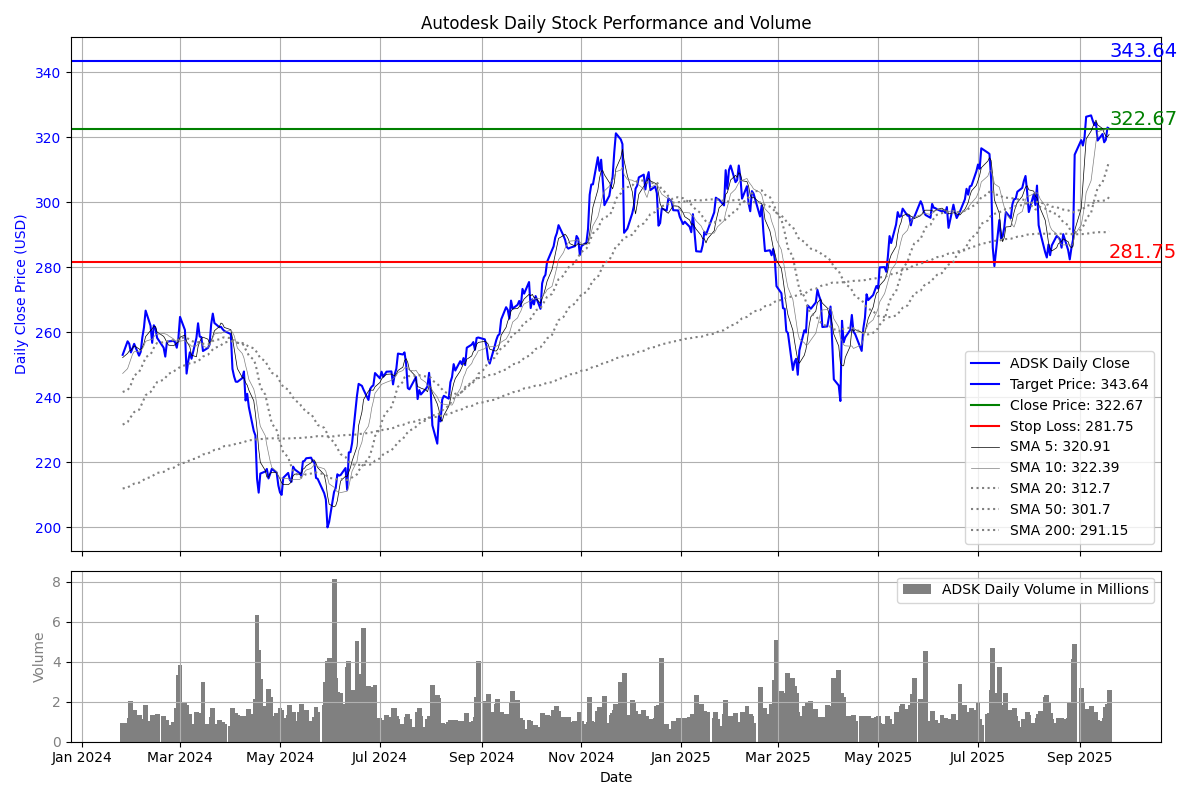 Autodesk Daily Stock Performance and Volume
Daily Close Price (USD)
340
320
300
280
260
240
220
200
343.64
322.67
281.75
ADSK Daily Close
Target Price: 343.64
Close Price: 322.67
Stop Loss: 281.75
SMA 5: 320.91
SMA 10: 322.39
SMA 20: 312.7
SMA 50: 301.7
SMA 200: 291.15
Volume
8
6
4
2
0
ADSK Daily Volume in Millions
Jan 2024 Mar 2024 May 2024 Jul 2024 Sep 2024 Nov 2024 Jan 2025 Mar 2025 May 2025 Jul 2025 Sep 2025
Date